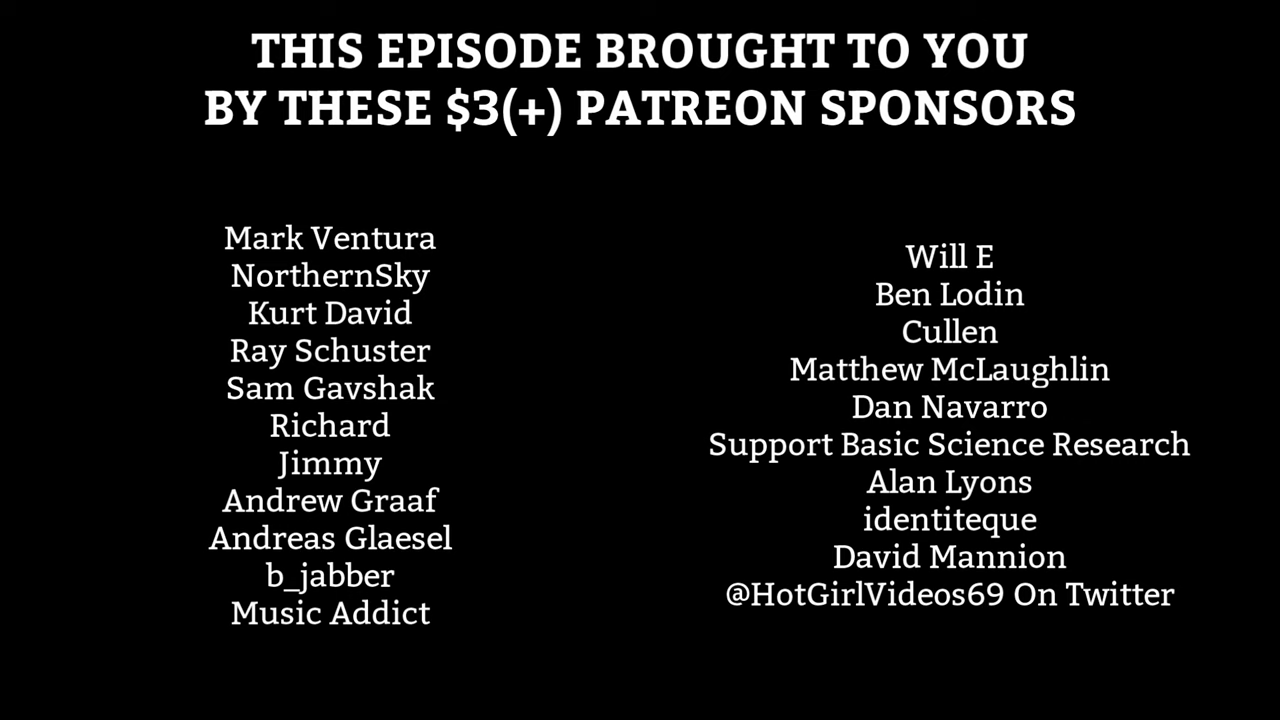 THIS EPISODE BROUGHT TO YOU
BY THESE $3(+) PATREON SPONSORS
Mark Ventura
NorthernSky
Kurt David
Ray Schuster
Sam Gavshak
Richard
Jimmy
Andrew Graaf
Andreas Glaesel
b_jabber
Music Addict
Will E
Ben Lodin
Cullen
Matthew McLaughlin
Dan Navarro
Support Basic Science Research
Alan Lyons
identiteque
David Mannion
@HotGirlVideos69 On Twitter